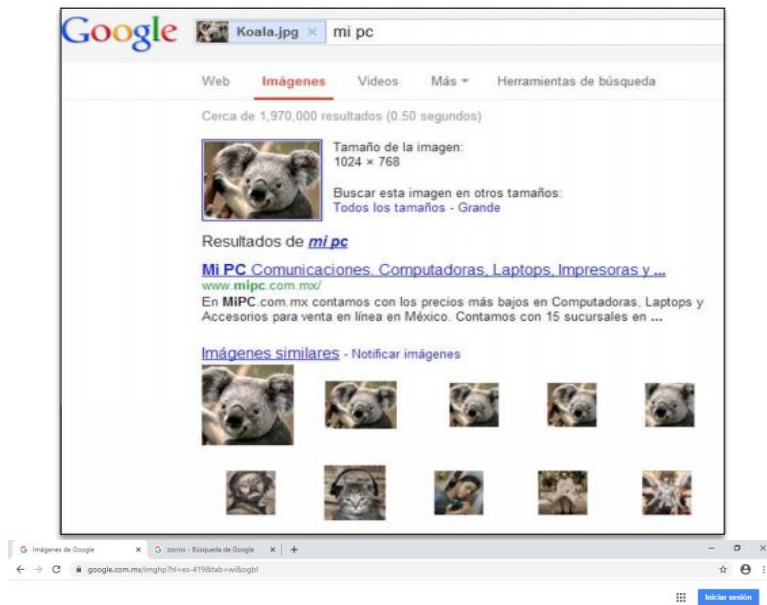 Google Koala.jpg × mi pc
Web Imágenes Videos Más Herramientas de búsqueda
Cerca de 1,970,000 resultados (0.50 segundos)
Tamaño de la imagen:
1024 × 768
Buscar esta imagen en otros tamaños:
Todos los tamaños - Grande
Resultados de mi pc
Mi PC Comunicaciones, Computadoras, Laptops, Impresoras y ...
www.mipc.com.mx/
En MiPC.com.mx contamos con los precios más bajos en Computadoras, Laptops y
Accesorios para venta en línea en México. Contamos con 15 sucursales en ...
Imágenes similares - Notificar imágenes
Imágenes de Google × zorros - Búsqueda de Google × +
google.com.mx/imghp?hl=es-419&tab=wi&ogbl
Iniciar sesión